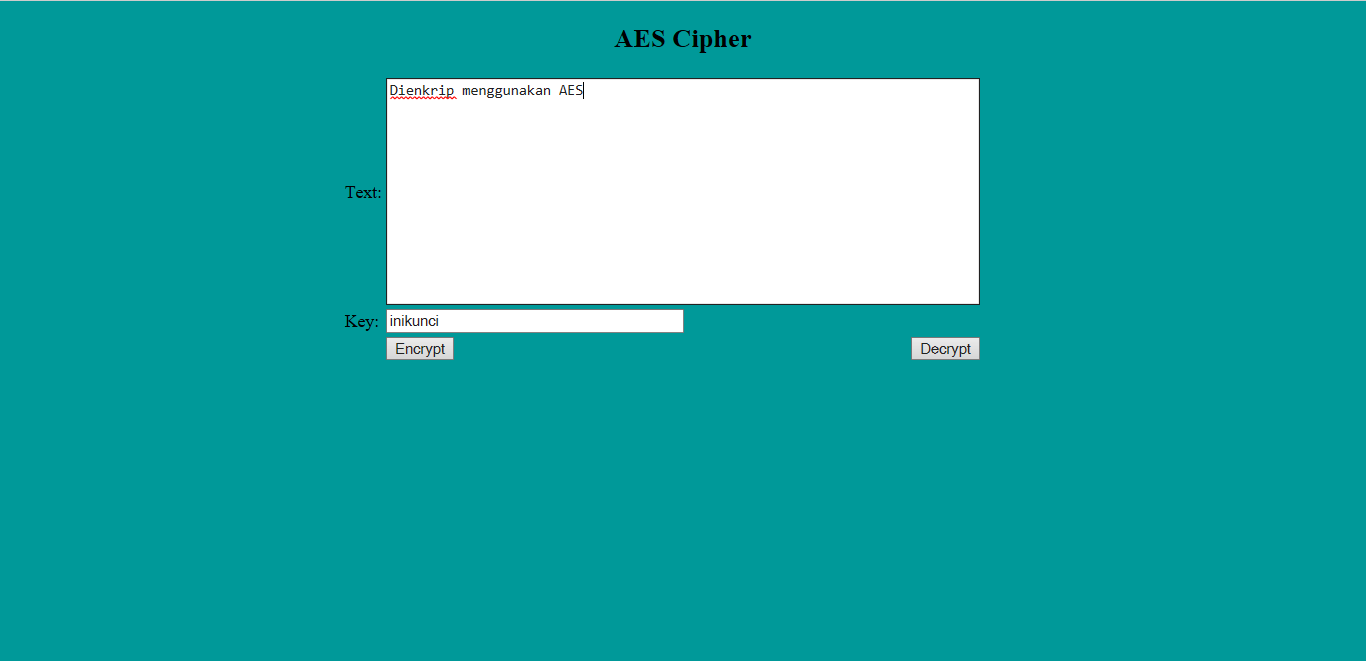 AES Cipher
Dienkrip menggunakan AES
Text:
Key: inikunci
Encrypt Decrypt